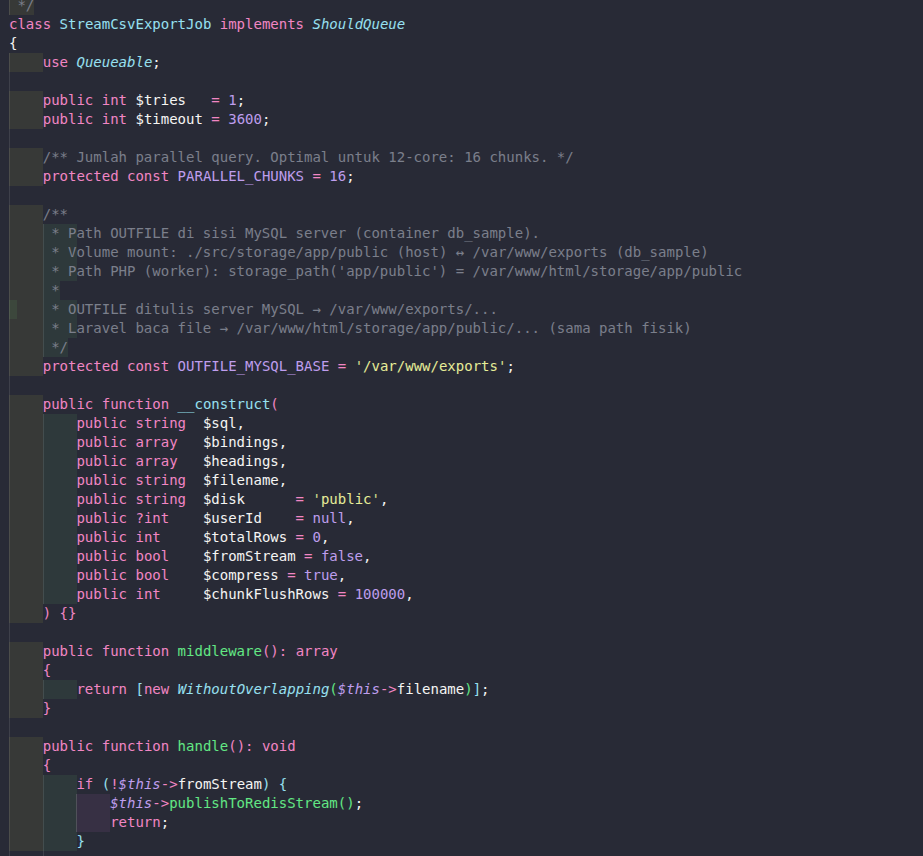 */
class StreamCsvExportJob implements ShouldQueue
{
    use Queueable;

    public int $tries   = 1;
    public int $timeout = 3600;

    /** Jumlah parallel query. Optimal untuk 12-core: 16 chunks. */
    protected const PARALLEL_CHUNKS = 16;

    /**
     * Path OUTFILE di sisi MySQL server (container db_sample).
     * Volume mount: ./src/storage/app/public (host) ↔ /var/www/exports (db_sample)
     * Path PHP (worker): storage_path('app/public') = /var/www/html/storage/app/public
     *
     * OUTFILE ditulis server MySQL → /var/www/exports/...
     * Laravel baca file → /var/www/html/storage/app/public/... (sama path fisik)
     */
    protected const OUTFILE_MYSQL_BASE = '/var/www/exports';

    public function __construct(
        public string  $sql,
        public array   $bindings,
        public array   $headings,
        public string  $filename,
        public string  $disk      = 'public',
        public ?int    $userId    = null,
        public int     $totalRows = 0,
        public bool    $fromStream = false,
        public bool    $compress = true,
        public int     $chunkFlushRows = 100000,
    ) {}

    public function middleware(): array
    {
        return [new WithoutOverlapping($this->filename)];
    }

    public function handle(): void
    {
        if (!$this->fromStream) {
            $this->publishToRedisStream();
            return;
        }